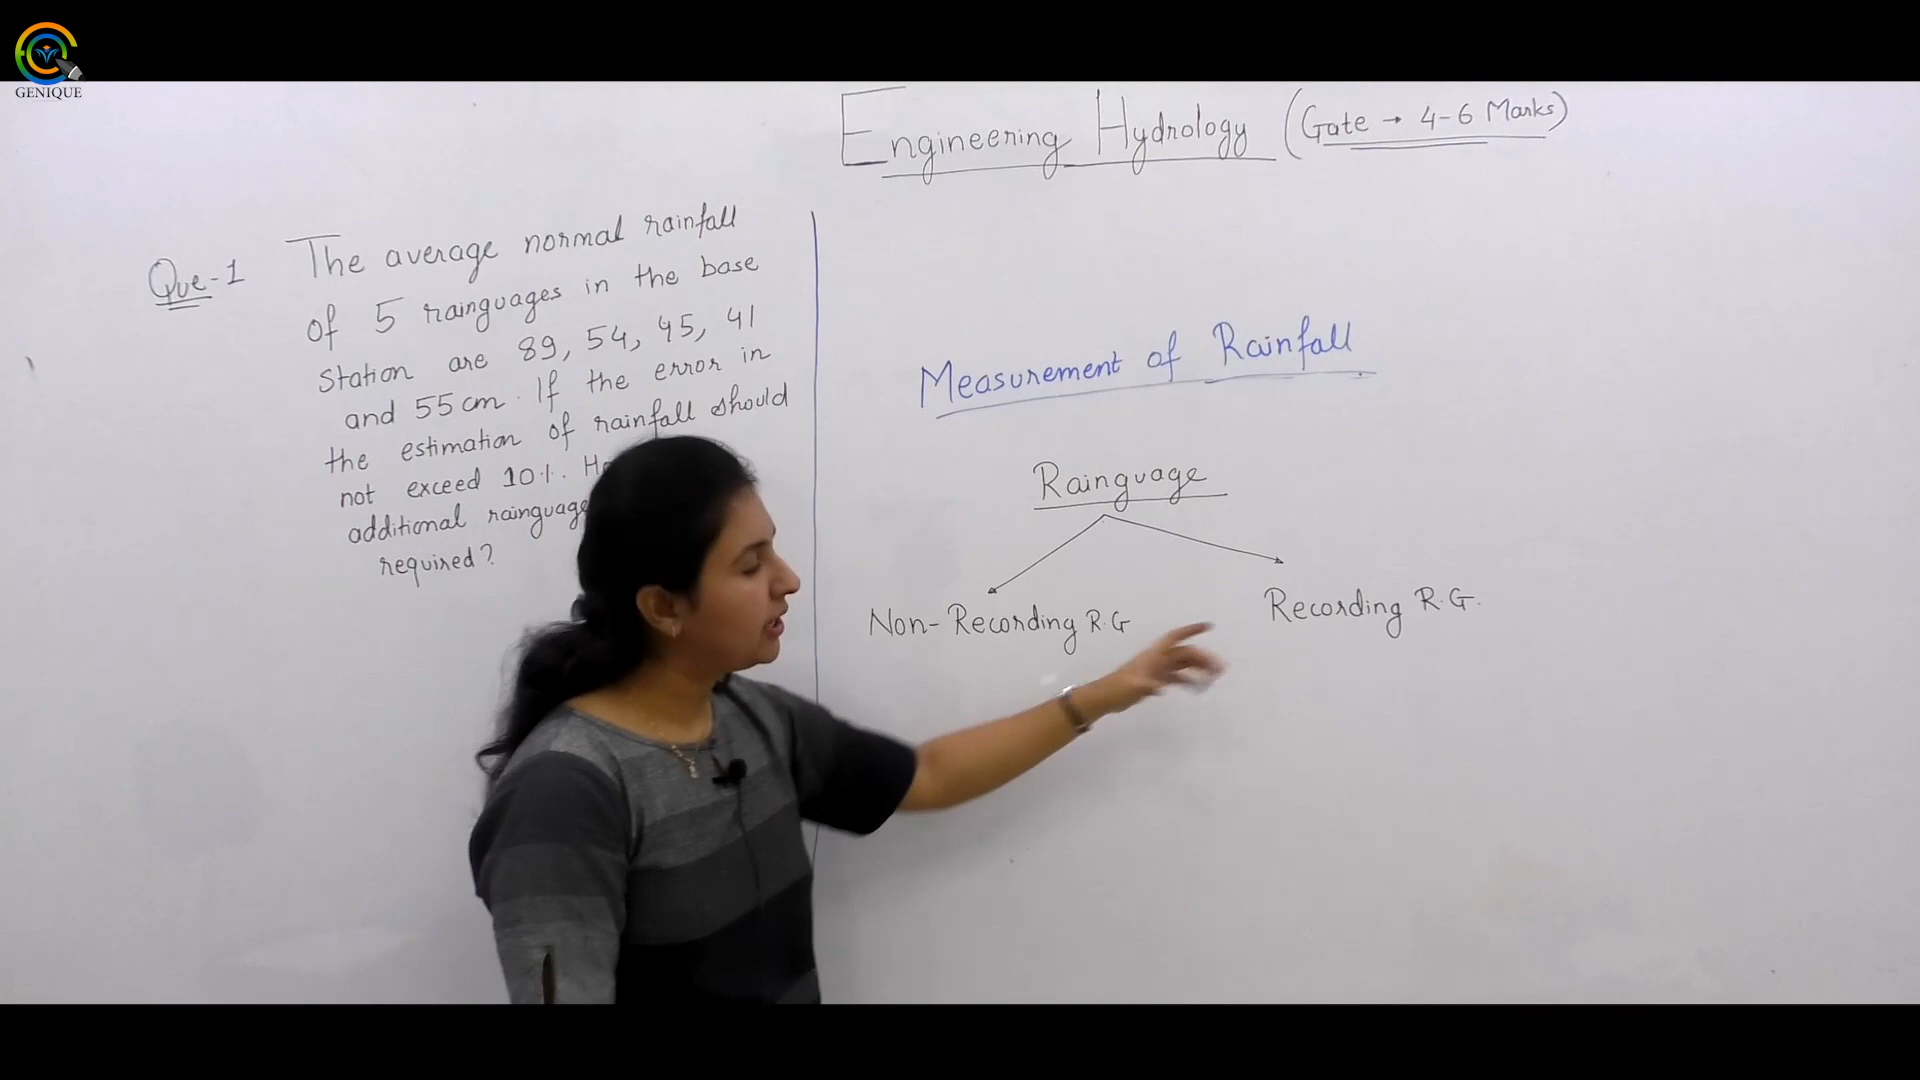 GENIQUE
Engineering Hydrology (Gate → 4-6 Marks)
Que-1 The average normal rainfall
of 5 rainguages in the base
station are 89, 54, 45, 41
and 55cm. If the error in
the estimation of rainfall should
not exceed 10%.
additional rainguage
required?
Measurement of Rainfall
Rainguage
Non-Recording R.G
Recording R.G.